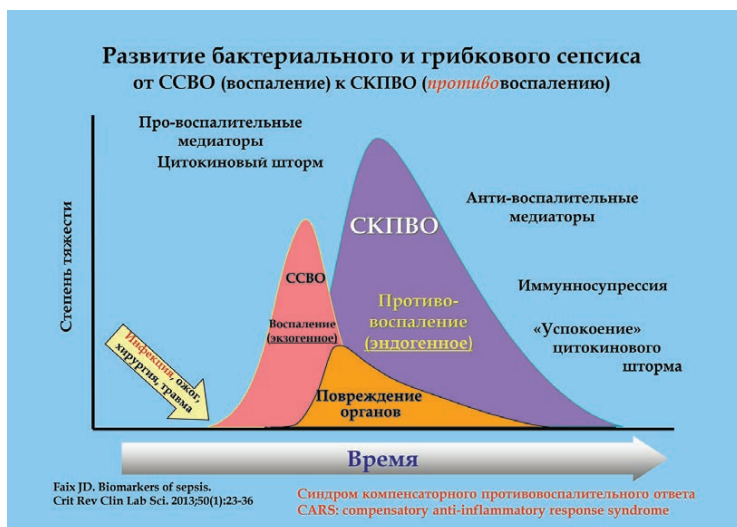 Развитие бактериального и грибкового сепсиса
от ССВО (воспаление) к СКПВО (противовоспалению)
Про-воспалительные
медиаторы
Цитокиновый шторм
Степень тяжести
СКПВО
Анти-воспалительные
медиаторы
ССВО
Воспаление
(экзогенное)
Противо-
воспаление
(эндогенное)
Иммунносупрессия
«Успокоение»
цитокинового
шторма
Инфекция, ожог,
хирургия, травма
Повреждение
органов
Время
Faix JD. Biomarkers of sepsis.
Crit Rev Clin Lab Sci. 2013;50(1):23-36
Синдром компенсаторного противовоспалительного ответа
CARS: compensatory anti-inflammatory response syndrome